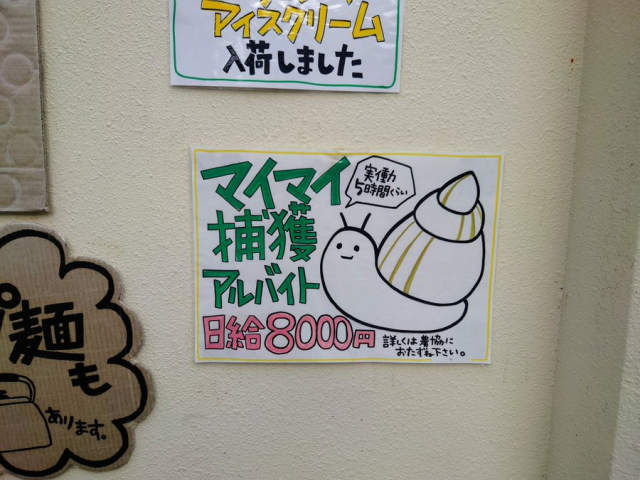 アイスクリーム
入荷しました
マイマイ
捕獲
アルバイト
日給8000円
実働
5時間くらい
詳しくは農協に
おたずね下さい。
麺
も
あります。